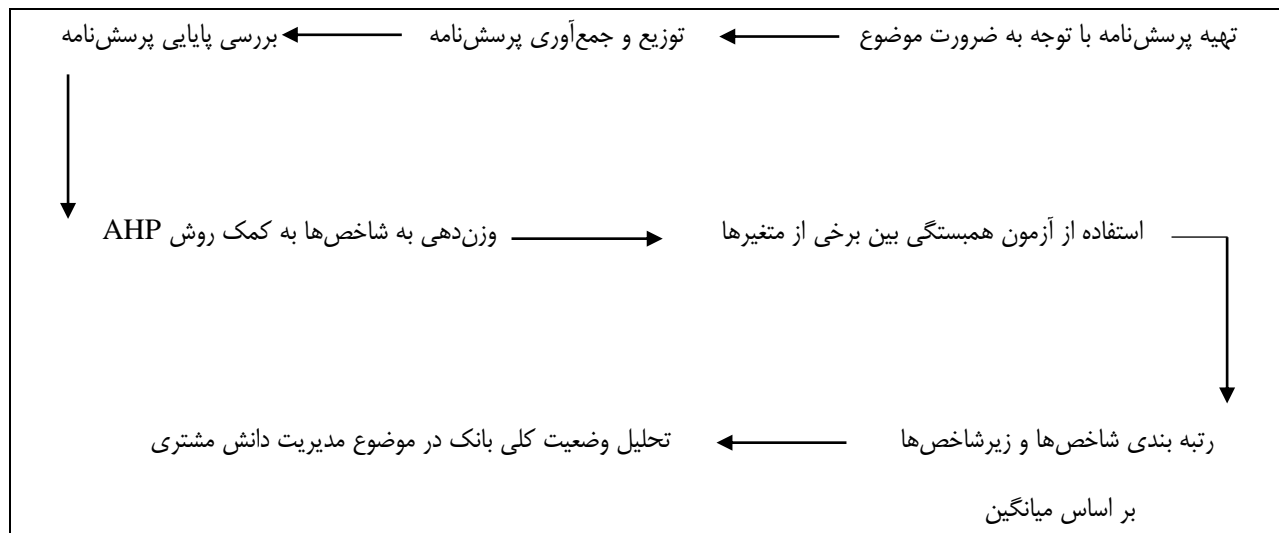 تهیه پرسش‌نامه با توجه به ضرورت موضوع
توزیع و جمع‌آوری پرسش‌نامه
بررسی پایایی پرسش‌نامه
وزن‌دهی به شاخص‌ها به کمک روش AHP
استفاده از آزمون همبستگی بین برخی از متغیرها
رتبه بندی شاخص‌ها و زیرشاخص‌ها
بر اساس میانگین
تحلیل وضعیت کلی بانک در موضوع مدیریت دانش مشتری